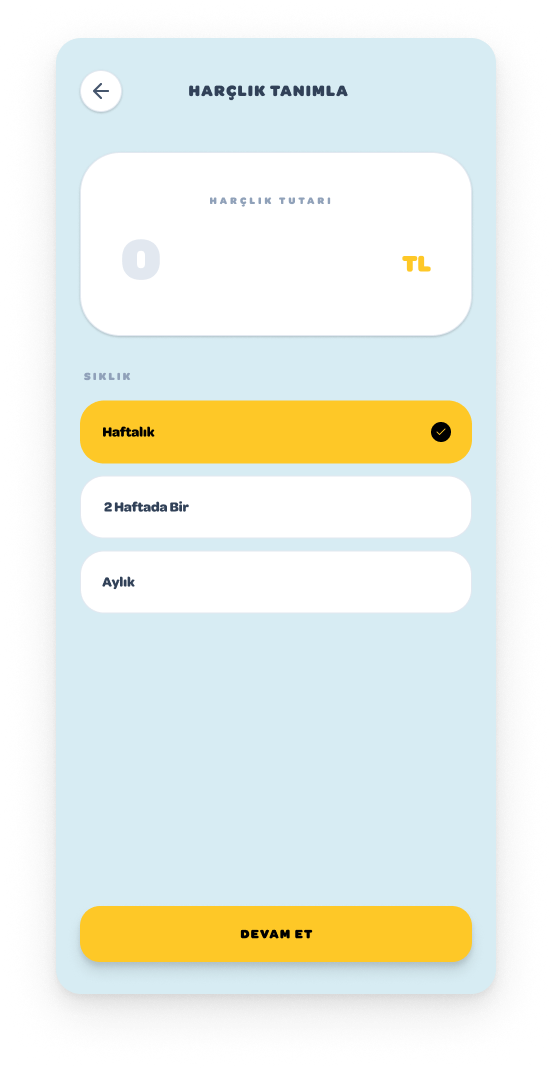 HARÇLIK TANIMLA
HARÇLIK TUTARI
0
TL
SIKLIK
Haftalık
2 Haftada Bir
Aylık
DEVAM ET